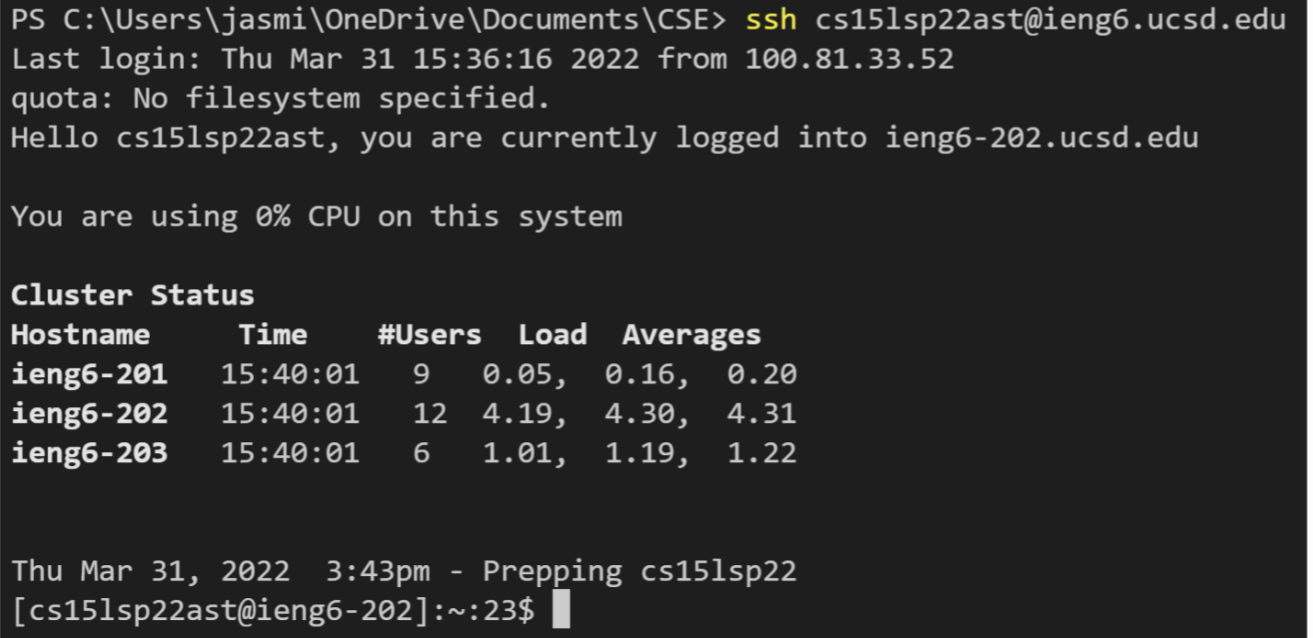 PS C:\Users\jasmi\OneDrive\Documents\CSE> ssh cs15lsp22ast@ieng6.ucsd.edu
Last login: Thu Mar 31 15:36:16 2022 from 100.81.33.52
quota: No filesystem specified.
Hello cs15lsp22ast, you are currently logged into ieng6-202.ucsd.edu
You are using 0% CPU on this system
Cluster Status
Hostname     Time    #Users  Load  Averages
ieng6-201   15:40:01   9   0.05,  0.16,  0.20
ieng6-202   15:40:01   12  4.19,  4.30,  4.31
ieng6-203   15:40:01   6   1.01,  1.19,  1.22
Thu Mar 31, 2022  3:43pm - Prepping cs15lsp22
[cs15lsp22ast@ieng6-202]:~:23$